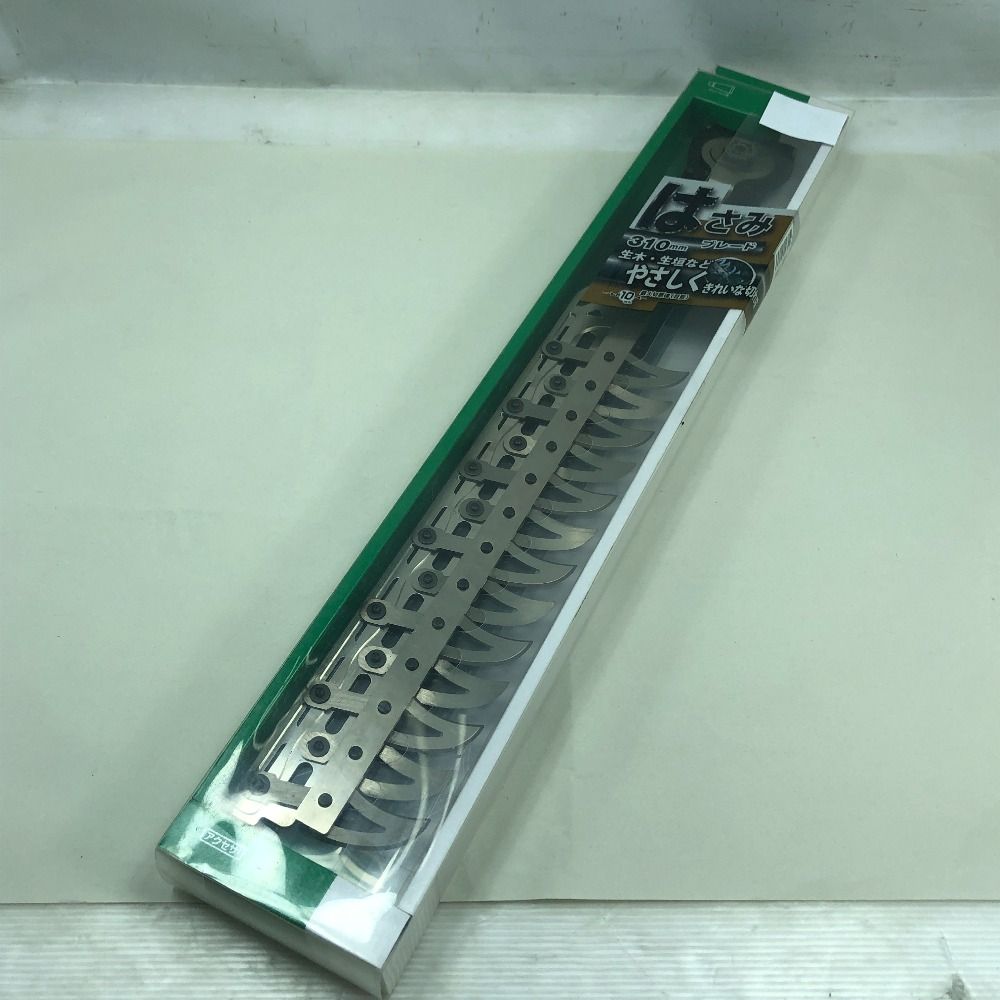 はさみ
310mm ブレード
生木・生垣など
やさしく きれいな切
10
アクセサ